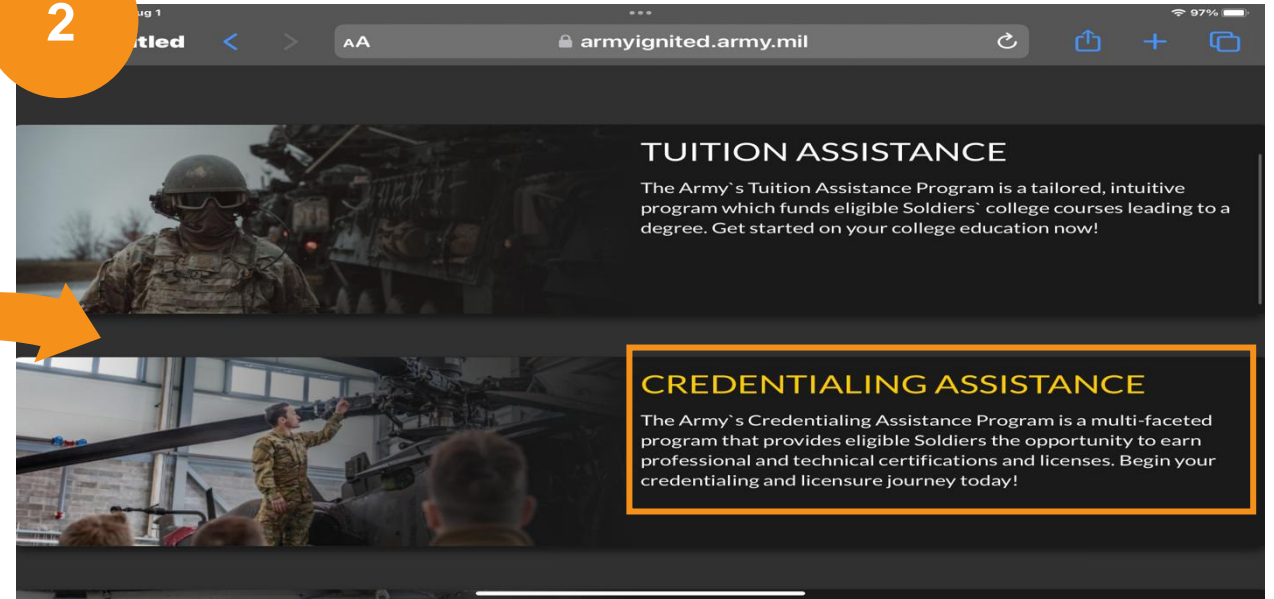 2
ug 1
97%
tled
AA
armyignited.army.mil
TUITION ASSISTANCE
The Army`s Tuition Assistance Program is a tailored, intuitive
program which funds eligible Soldiers` college courses leading to a
degree. Get started on your college education now!
CREDENTIALING ASSISTANCE
The Army`s Credentialing Assistance Program is a multi-faceted
program that provides eligible Soldiers the opportunity to earn
professional and technical certifications and licenses. Begin your
credentialing and licensure journey today!